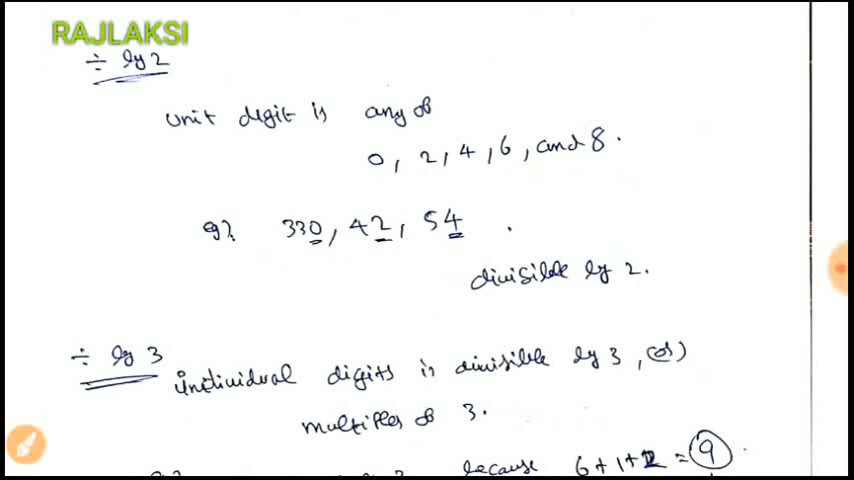 RAJLAKSI
÷ by 2
unit digit is any of
0, 2, 4, 6, and 8.
eg: 330, 42, 54.
divisible by 2.
÷ by 3
individual digits is divisible by 3, (or)
multiples of 3.
because 6+1+2 = 9